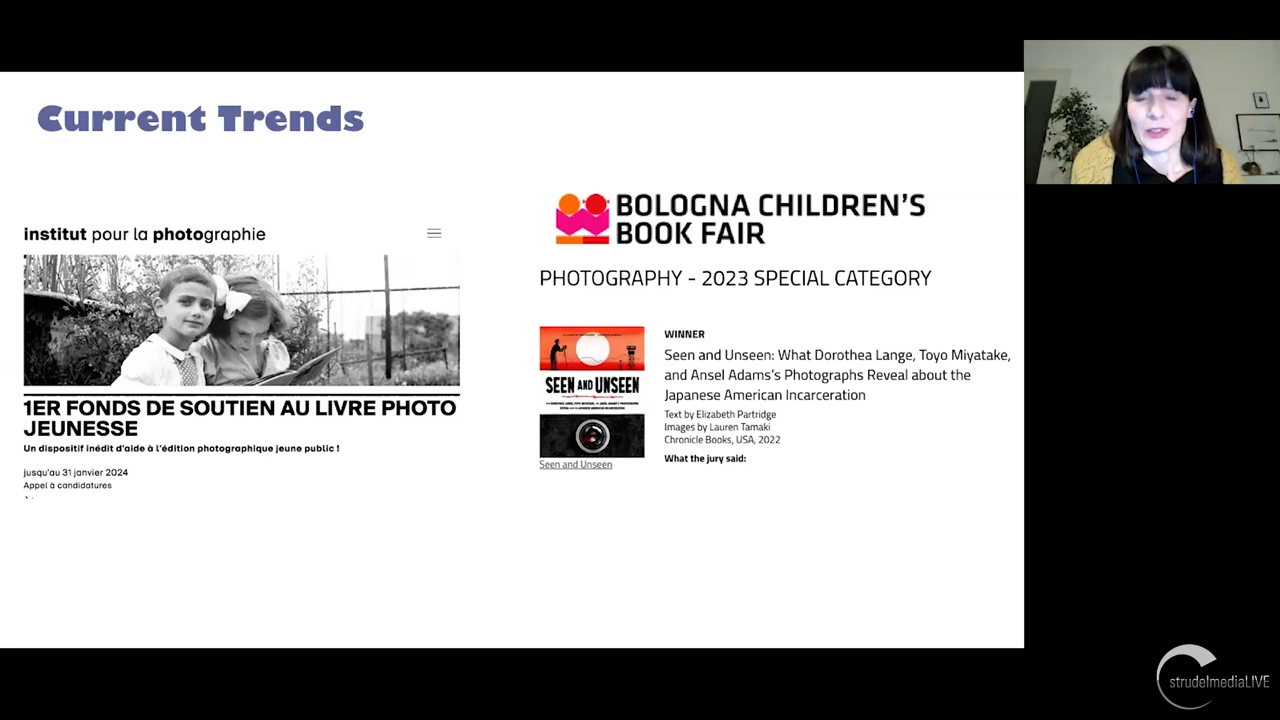 Current Trends
institut pour la photographie
1ER FONDS DE SOUTIEN AU LIVRE PHOTO
JEUNESSE
Un dispositif inédit d'aide à l'édition photographique jeune public !
jusqu'au 31 janvier 2024
Appel à candidatures
BOLOGNA CHILDREN'S
BOOK FAIR
PHOTOGRAPHY - 2023 SPECIAL CATEGORY
SEEN AND UNSEEN
Seen and Unseen
WINNER
Seen and Unseen: What Dorothea Lange, Toyo Miyatake,
and Ansel Adams's Photographs Reveal about the
Japanese American Incarceration
Text by Elizabeth Partridge
Images by Lauren Tamaki
Chronicle Books, USA, 2022
What the jury said:
strudelmediaLIVE